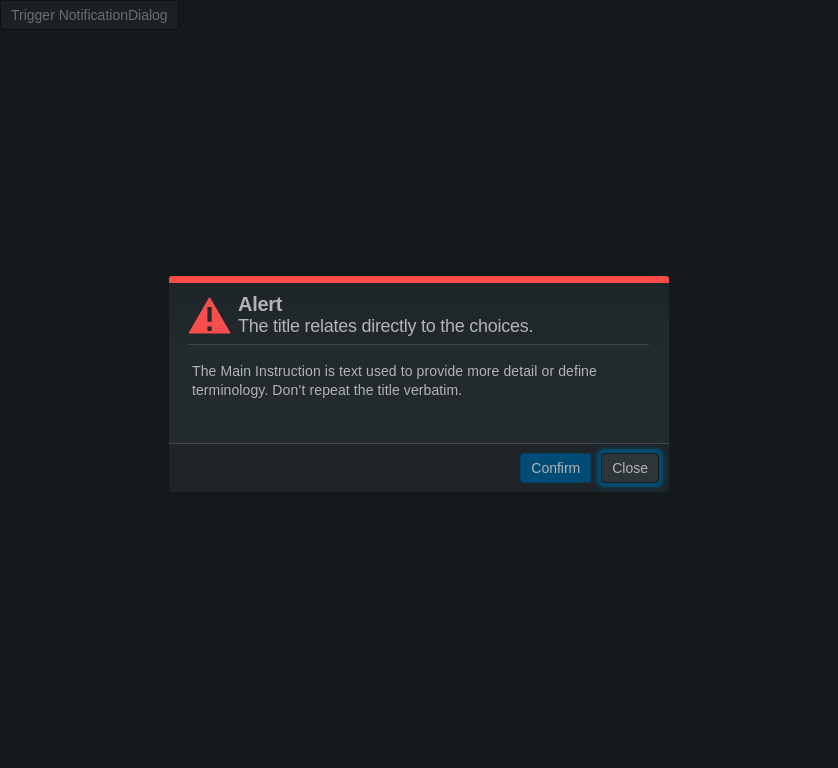 Trigger NotificationDialog
Alert
The title relates directly to the choices.
The Main Instruction is text used to provide more detail or define
terminology. Don’t repeat the title verbatim.
Confirm
Close